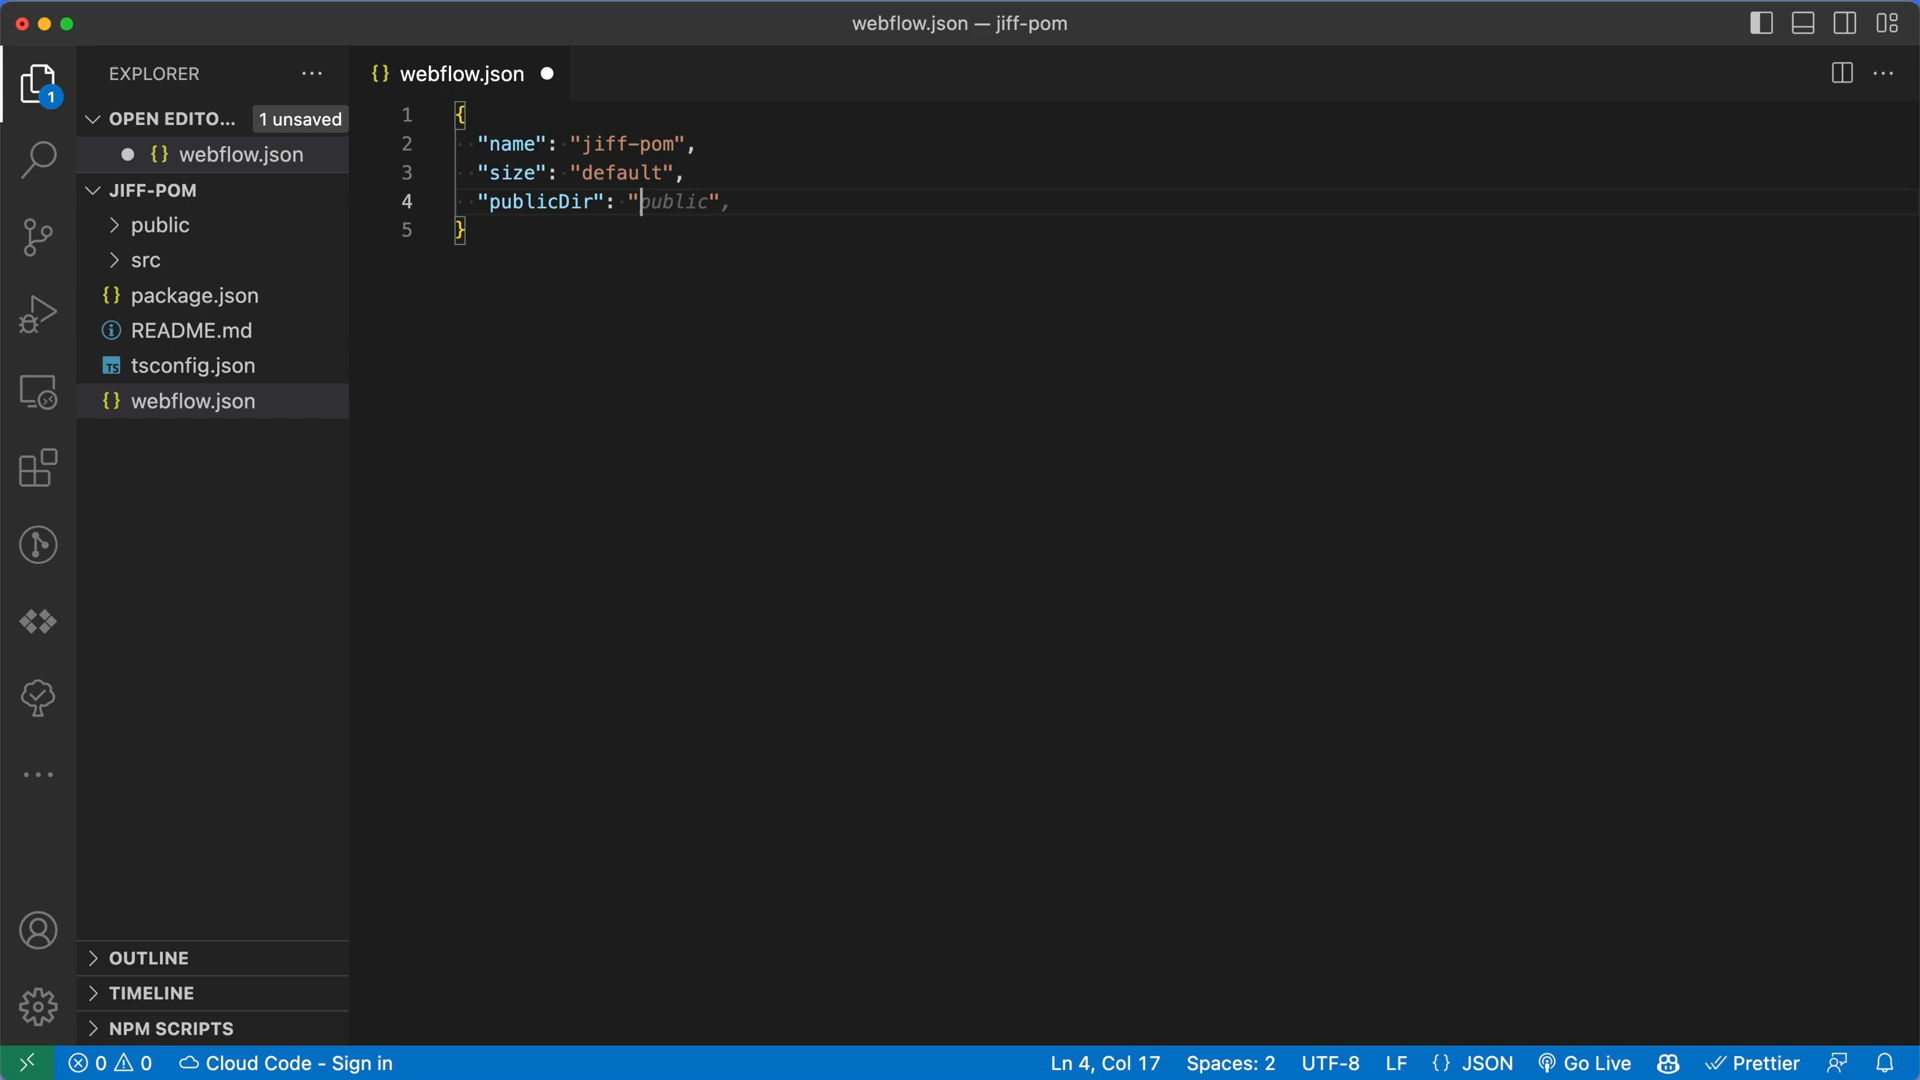 webflow.json — jiff-pom
EXPLORER
1
OPEN EDITO...
1 unsaved
{} webflow.json
JIFF-POM
public
src
{} package.json
README.md
TS tsconfig.json
{} webflow.json
OUTLINE
TIMELINE
NPM SCRIPTS
{} webflow.json
1 {
2 "name": "jiff-pom",
3 "size": "default",
4 "publicDir": "public",
5 }
0 0 Cloud Code - Sign in
Ln 4, Col 17 Spaces: 2 UTF-8 LF {} JSON Go Live Prettier